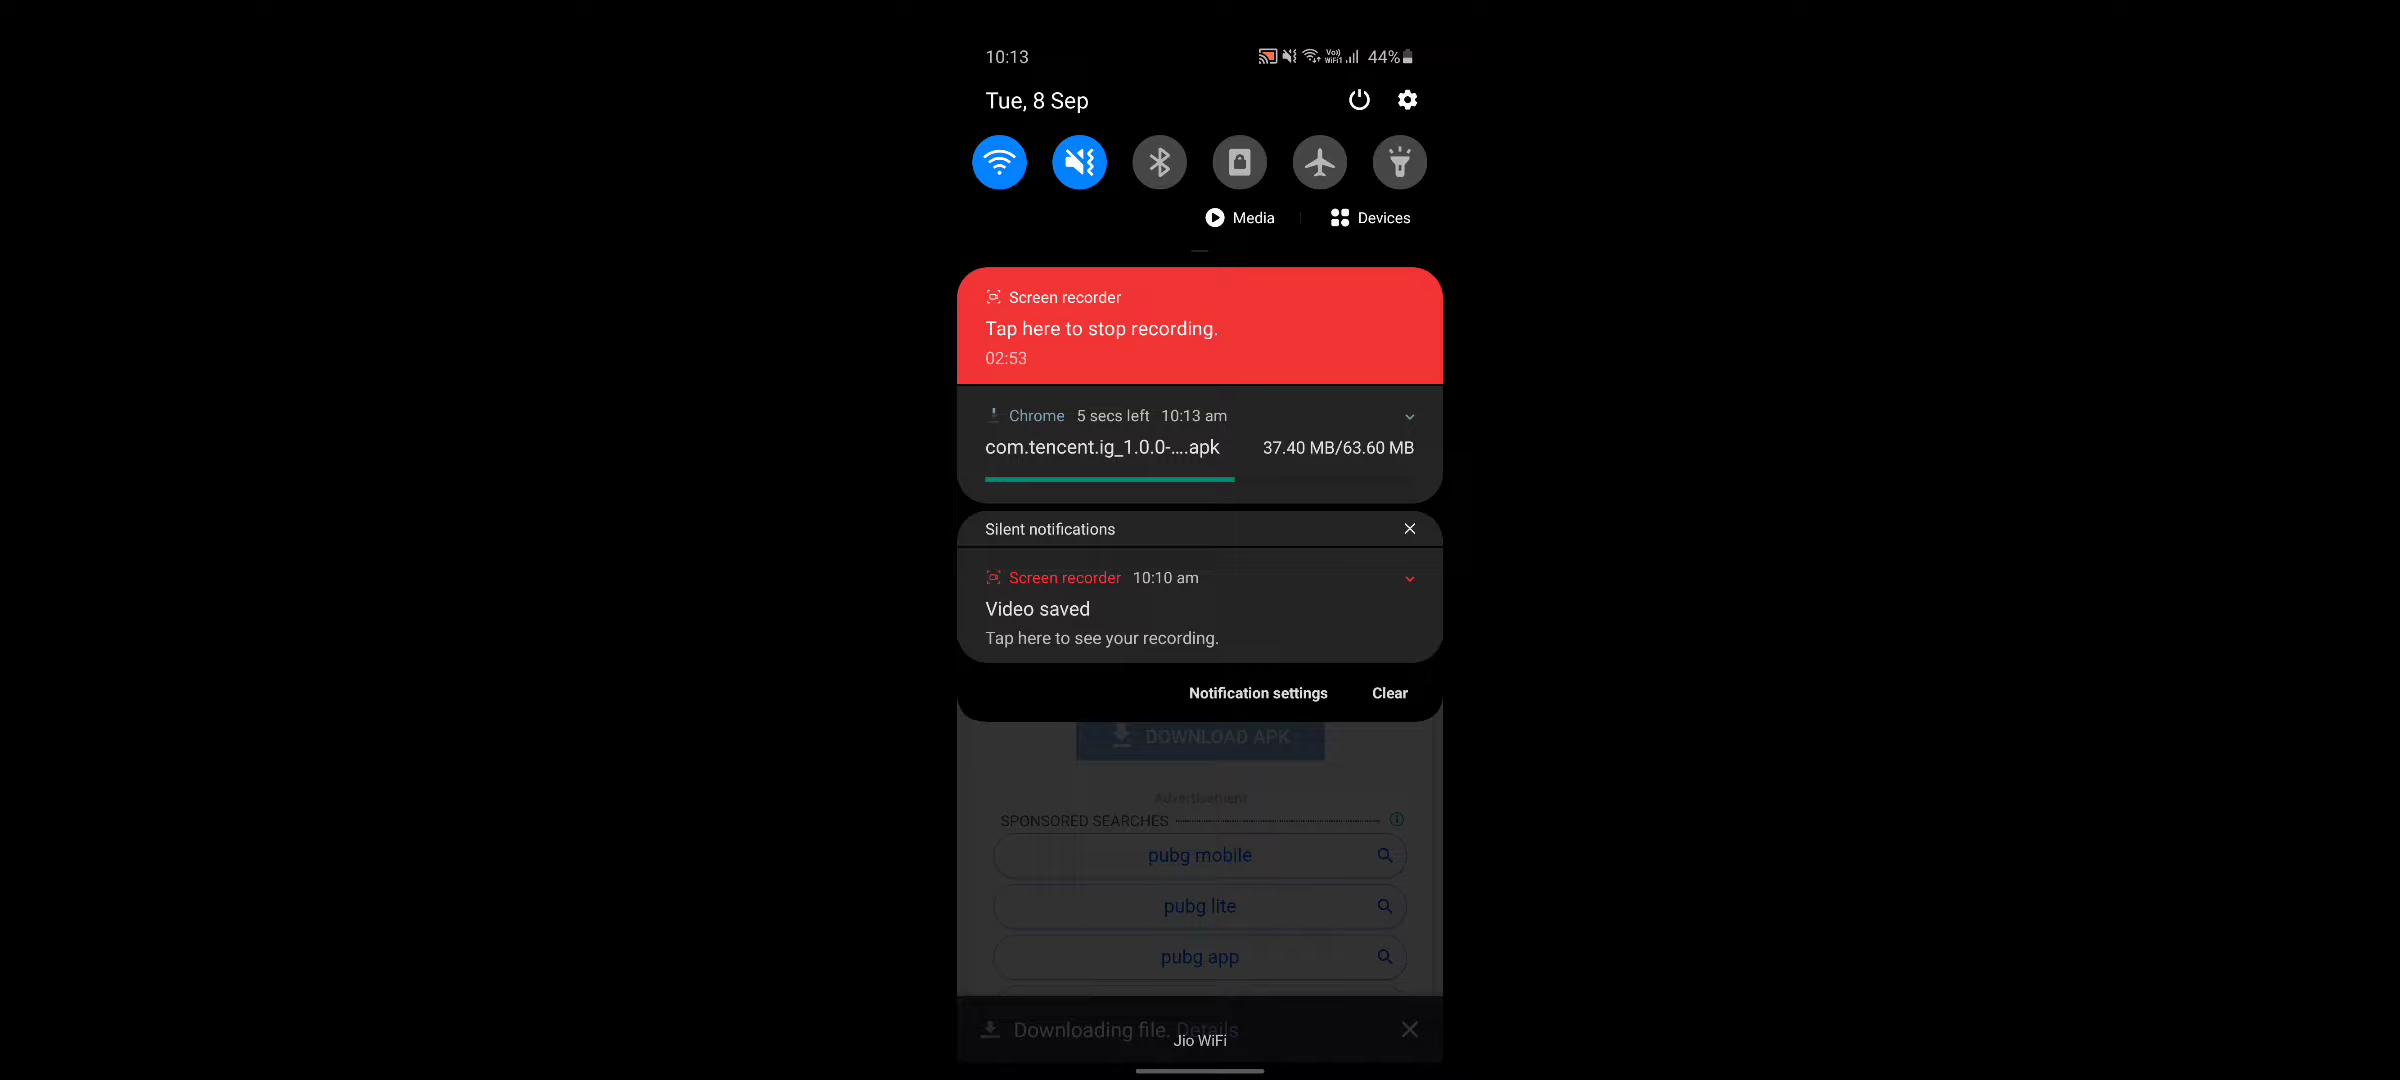 10:13
Vo)) WiFi1 44%
Tue, 8 Sep
Media
Devices
Screen recorder
Tap here to stop recording.
02:53
Chrome 5 secs left 10:13 am
com.tencent.ig_1.0.0-....apk 37.40 MB/63.60 MB
Silent notifications
Screen recorder 10:10 am
Video saved
Tap here to see your recording.
Notification settings Clear
DOWNLOAD APK
Advertisement
SPONSORED SEARCHES
pubg mobile
pubg lite
pubg app
Downloading file. Details
Jio WiFi